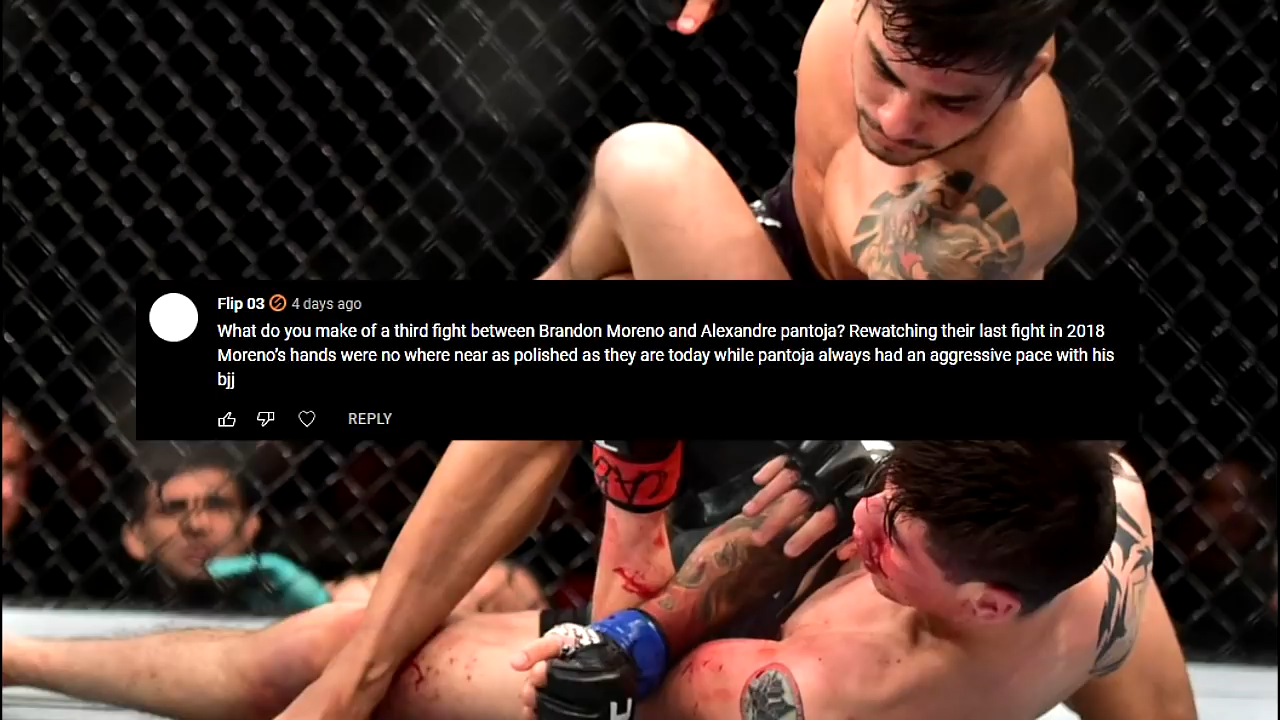 Flip 03 4 days ago
What do you make of a third fight between Brandon Moreno and Alexandre pantoja? Rewatching their last fight in 2018
Moreno's hands were no where near as polished as they are today while pantoja always had an aggressive pace with his
bjj
REPLY